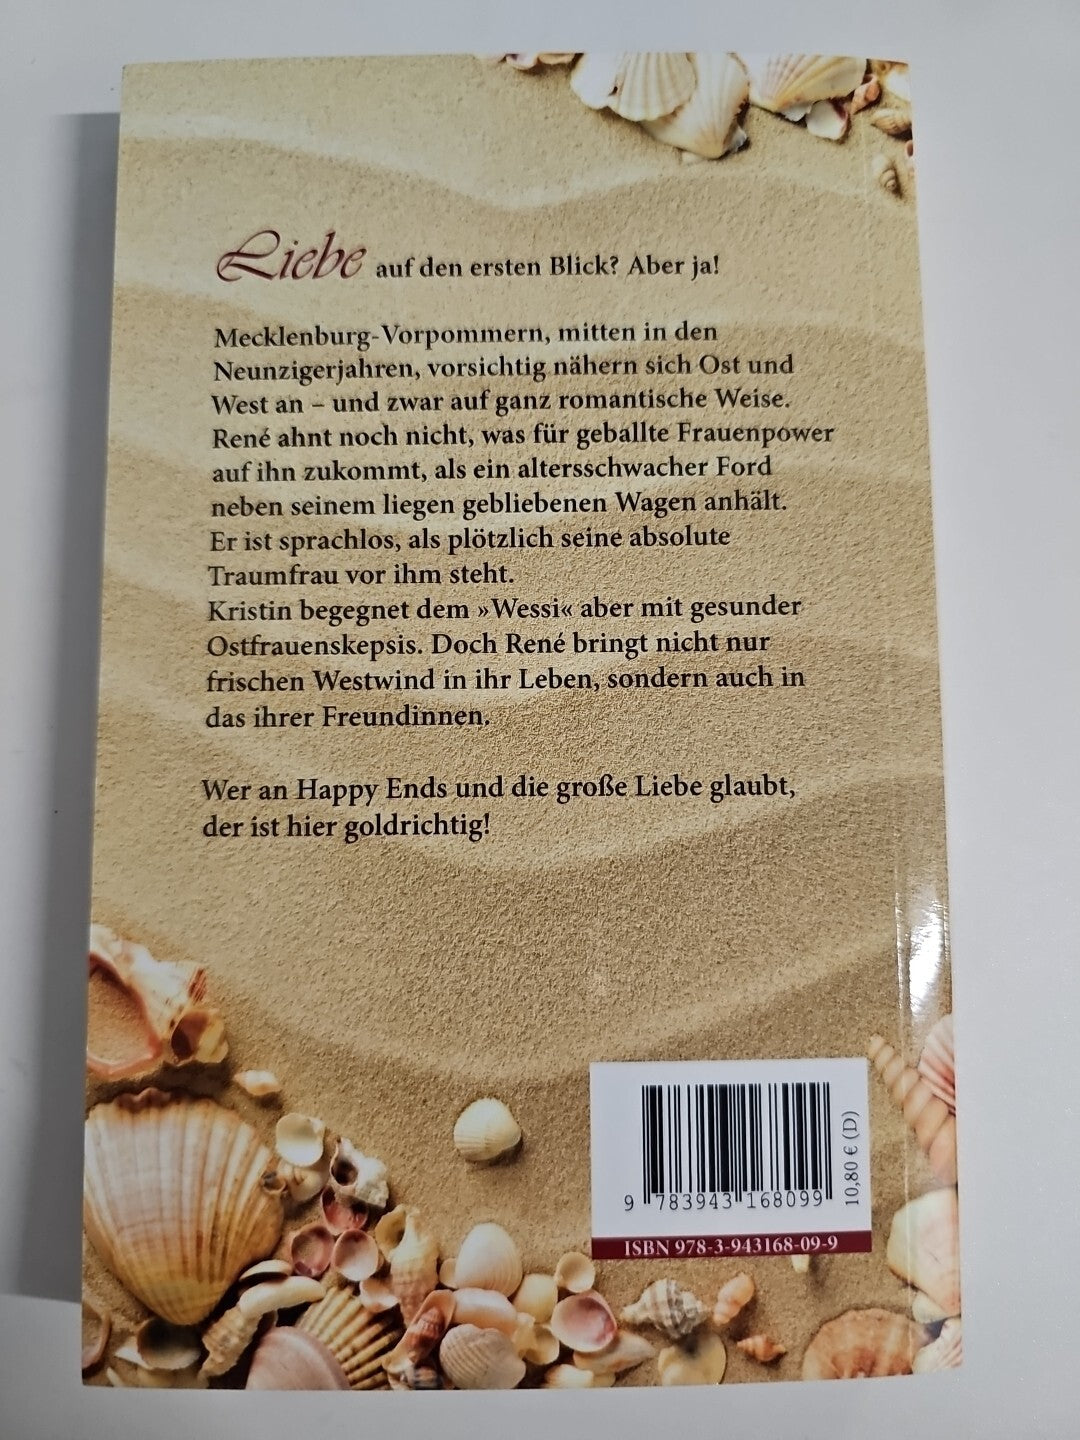 Liebe auf den ersten Blick? Aber ja!
Mecklenburg-Vorpommern, mitten in den
Neunzigerjahren, vorsichtig nähern sich Ost und
West an – und zwar auf ganz romantische Weise.
René ahnt noch nicht, was für geballte Frauenpower
auf ihn zukommt, als ein altersschwacher Ford
neben seinem liegen gebliebenen Wagen anhält.
Er ist sprachlos, als plötzlich seine absolute
Traumfrau vor ihm steht.
Kristin begegnet dem »Wessi« aber mit gesunder
Ostfrauenskepsis. Doch René bringt nicht nur
frischen Westwind in ihr Leben, sondern auch in
das ihrer Freundinnen.
Wer an Happy Ends und die große Liebe glaubt,
der ist hier goldrichtig!
9 783943 168099
10,80 € (D)
ISBN 978-3-943168-09-9